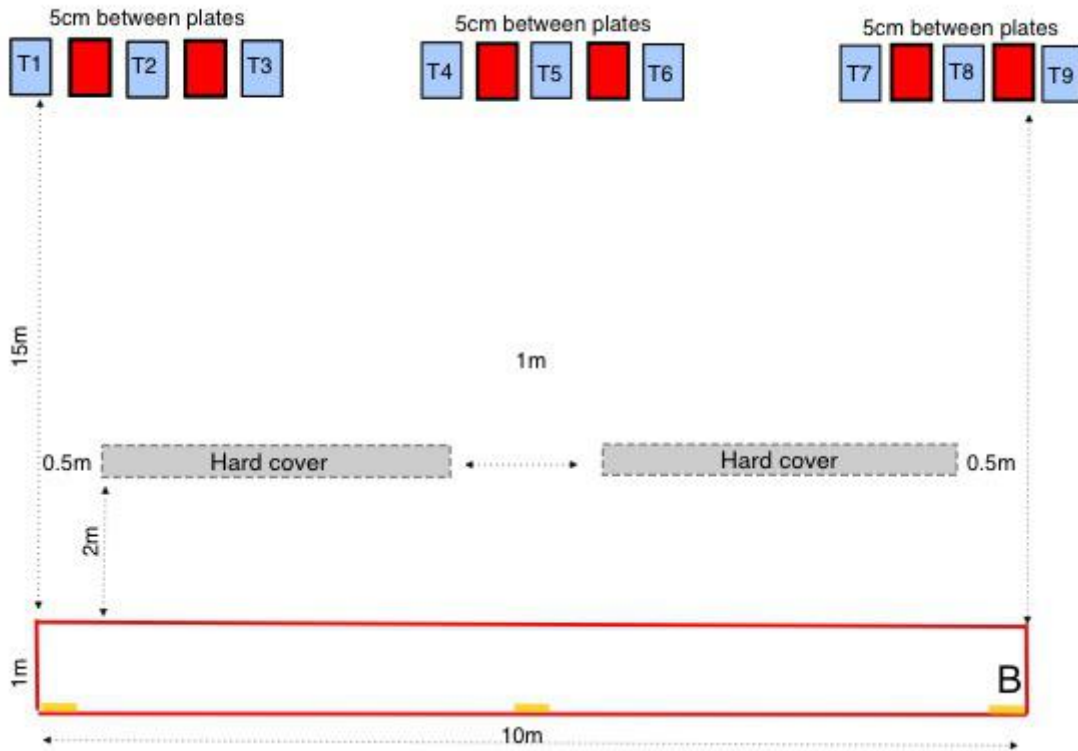 5cm between plates
5cm between plates
5cm between plates
T1 T2 T3 T4 T5 T6 T7 T8 T9
15m
1m
0.5m Hard cover Hard cover 0.5m
2m
1m
B
10m